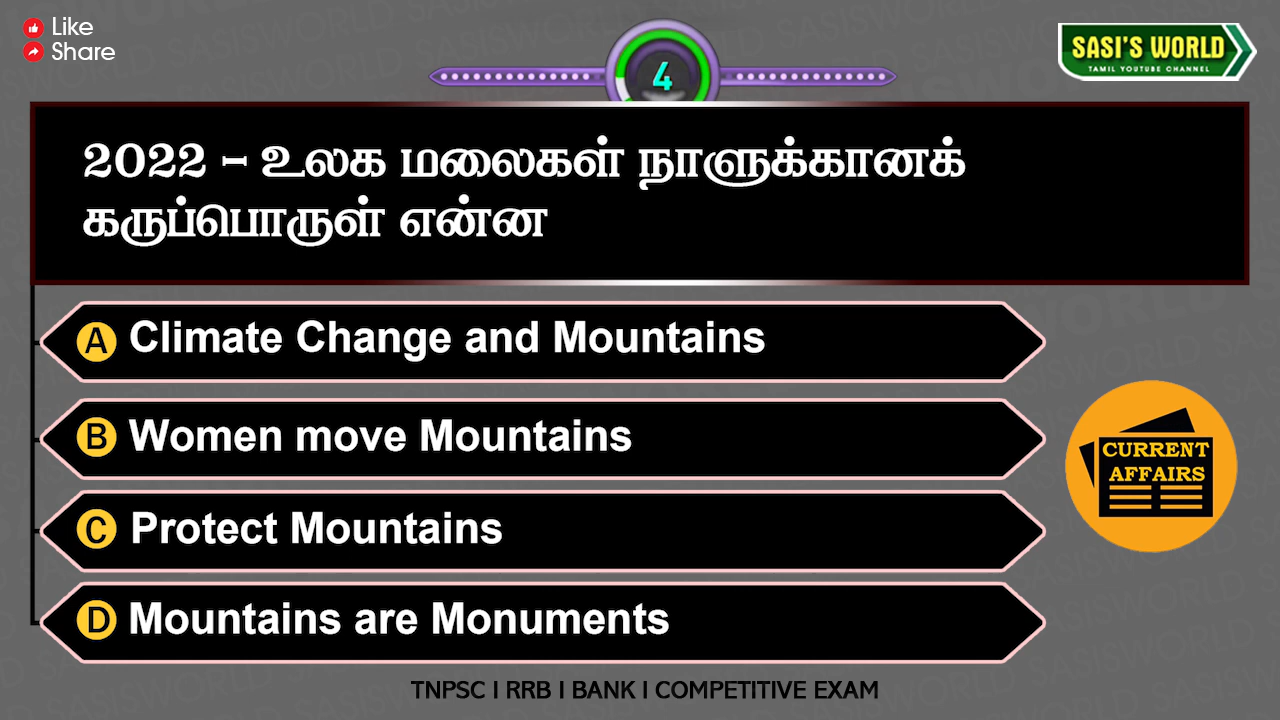 Like
Share
4
SASI'S WORLD
TAMIL YOUTUBE CHANNEL
2022 - உலக மலைகள் நாளுக்கானக்
கருப்பொருள் என்ன
A Climate Change and Mountains
B Women move Mountains
C Protect Mountains
D Mountains are Monuments
CURRENT
AFFAIRS
TNPSC I RRB I BANK I COMPETITIVE EXAM